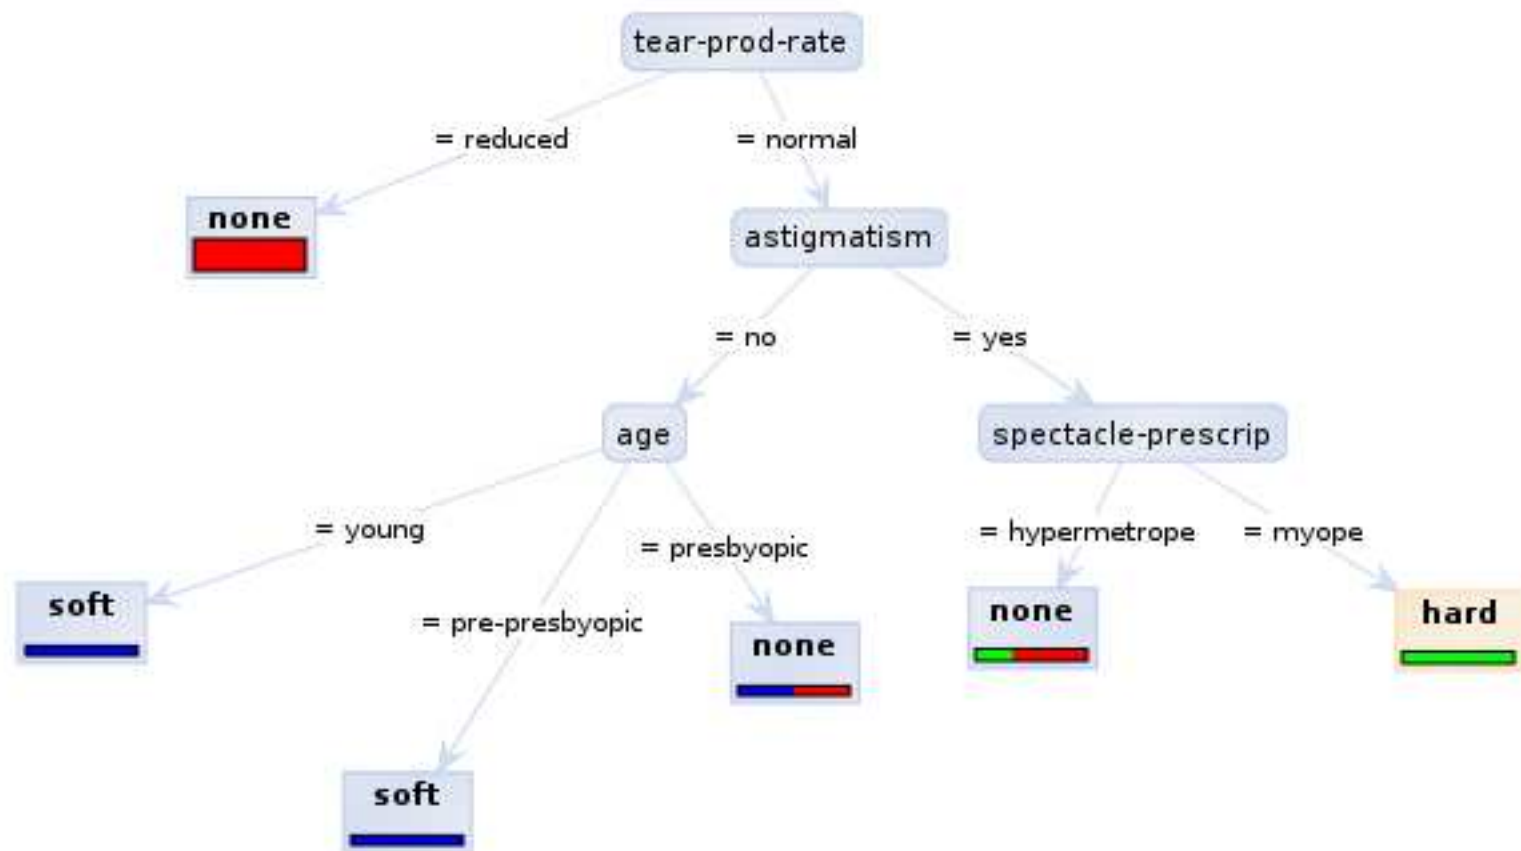 tear-prod-rate
= reduced
= normal
none
astigmatism
= no
= yes
age
spectacle-prescrip
= young
= presbyopic
= hypermetrope
= myope
soft
= pre-presbyopic
none
none
hard
soft